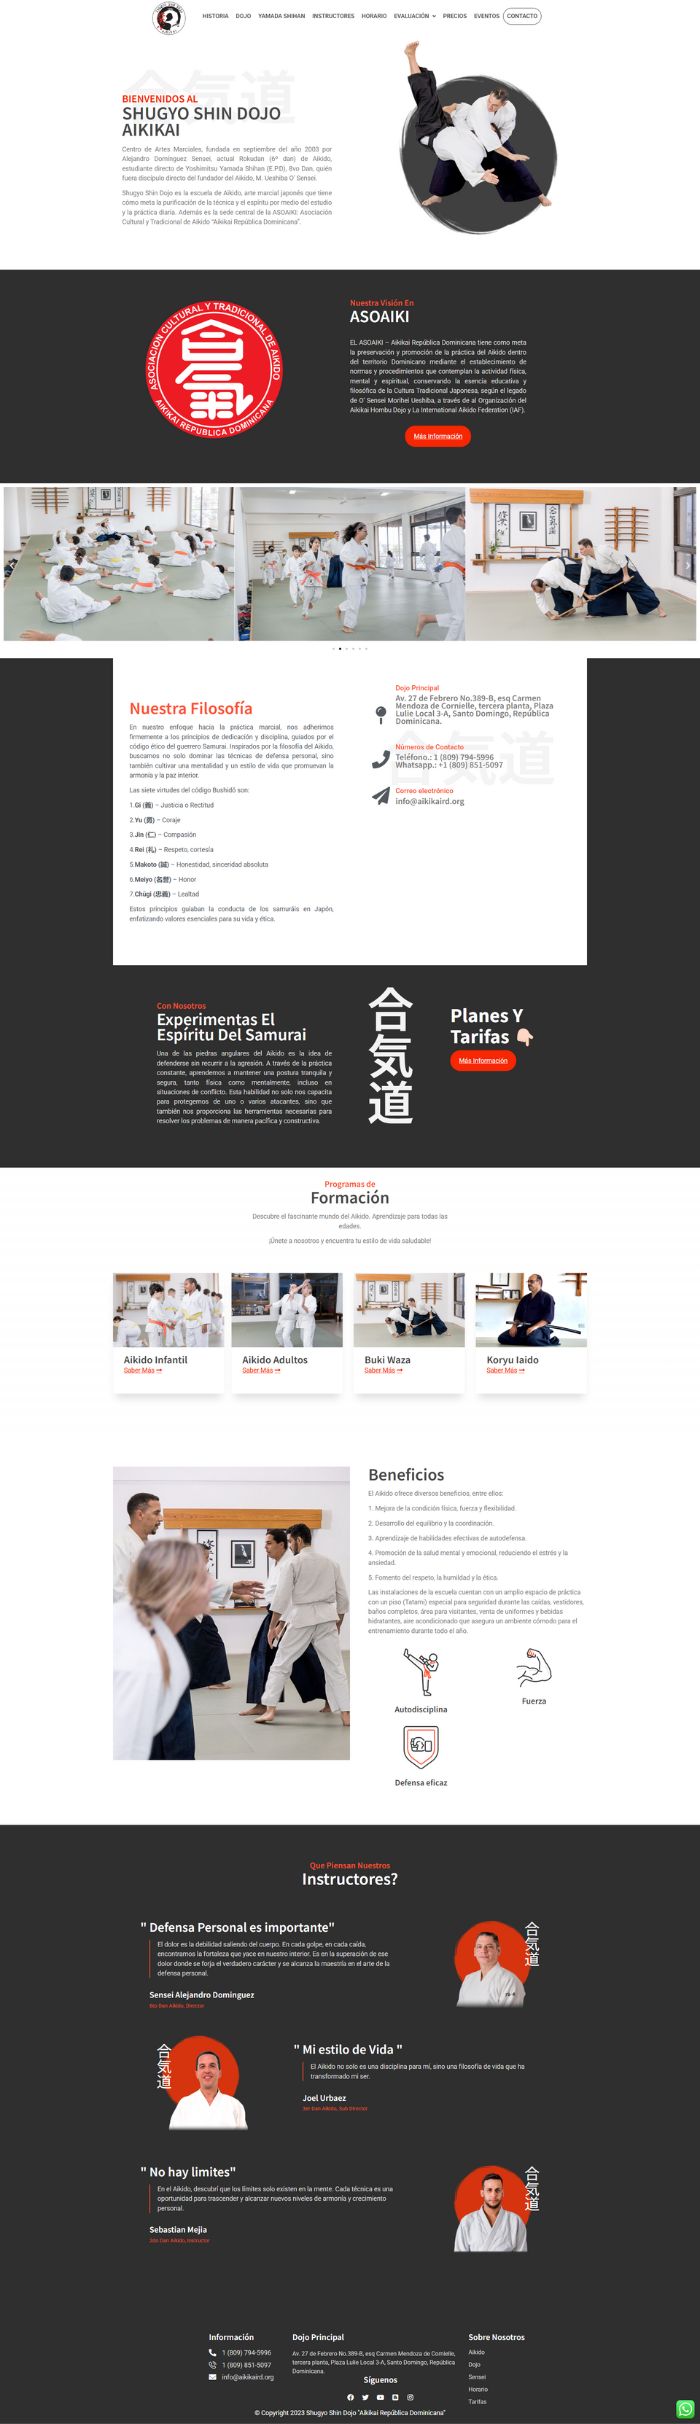 HISTORIA DOJO YAMADA SHIHAN INSTRUCTORES HORARIO EVALUACIÓN PRECIOS EVENTOS CONTACTO
合気道
BIENVENIDOS AL
SHUGYO SHIN DOJO
AIKIKAI
Centro de Artes Marciales, fundada en septiembre del año 2003 por
Alejandro Domínguez Sensei, actual Rokudan (6º dan) de Aikido,
estudiante directo de Yoshimitsu Yamada Shihan (E.P.D), 8vo Dan, quién
fuera discípulo directo del fundador del Aikido, M. Ueshiba O' Sensei.
Shugyo Shin Dojo es la escuela de Aikido, arte marcial japonés que tiene
cómo meta la purificación de la técnica y el espíritu por medio del estudio
y la práctica diaria. Además es la sede central de la ASOAIKI: Asociación
Cultural y Tradicional de Aikido "Aikikai República Dominicana".
ASOCIACION CULTURAL Y TRADICIONAL DE AIKIDO
合氣
AIKIKAI REPUBLICA DOMINICANA
Nuestra Visión En
ASOAIKI
EL ASOAIKI – Aikikai República Dominicana tiene como meta
la preservación y promoción de la práctica del Aikido dentro
del territorio Dominicano mediante el establecimiento de
normas y procedimientos que contemplan la actividad física,
mental y espiritual, conservando la esencia educativa y
filosófica de la Cultura Tradicional Japonesa, según el legado
de O' Sensei Morihei Ueshiba, a través de al Organización del
Aikikai Hombu Dojo y La International Aikido Federation (IAF).
Más Información
Nuestra Filosofía
En nuestro enfoque hacia la práctica marcial, nos adherimos
firmemente a los principios de dedicación y disciplina, guiados por el
código ético del guerrero Samurai. Inspirados por la filosofía del Aikido,
buscamos no solo dominar las técnicas de defensa personal, sino
también cultivar una mentalidad y un estilo de vida que promuevan la
armonía y la paz interior.
Las siete virtudes del código Bushidō son:
1.Gi (義) – Justicia o Rectitud
2.Yu (勇) – Coraje
3.Jin (仁) – Compasión
4.Rei (礼) – Respeto, cortesía
5.Makoto (誠) – Honestidad, sinceridad absoluta
6.Meiyo (名誉) – Honor
7.Chūgi (忠義) – Lealtad
Estos principios guiaban la conducta de los samuráis en Japón,
enfatizando valores esenciales para su vida y ética.
Dojo Principal
Av. 27 de Febrero No.389-B, esq Carmen
Mendoza de Cornielle, tercera planta, Plaza
Lulie Local 3-A, Santo Domingo, República
Dominicana.
合気道
Números de Contacto
Teléfono.: 1 (809) 794-5996
Whatsapp.: +1 (809) 851-5097
Correo electrónico
info@aikikaird.org
Con Nosotros
Experimentas El
Espíritu Del Samurai
Una de las piedras angulares del Aikido es la idea de
defenderse sin recurrir a la agresión. A través de la práctica
constante, aprendemos a mantener una postura tranquila y
segura, tanto física como mentalmente, incluso en
situaciones de conflicto. Esta habilidad no solo nos capacita
para protegernos de uno o varios atacantes, sino que
también nos proporciona las herramientas necesarias para
resolver los problemas de manera pacífica y constructiva.
合気道
Planes Y
Tarifas 👇🏻
Más Información
Programas de
Formación
Descubre el fascinante mundo del Aikido. Aprendizaje para todas las
edades.
¡Únete a nosotros y encuentra tu estilo de vida saludable!
Aikido Infantil
Saber Más
Aikido Adultos
Saber Más
Buki Waza
Saber Más
Koryu Iaido
Saber Más
Beneficios
El Aikido ofrece diversos beneficios, entre ellos:
1. Mejora de la condición física, fuerza y flexibilidad.
2. Desarrollo del equilibrio y la coordinación.
3. Aprendizaje de habilidades efectivas de autodefensa.
4. Promoción de la salud mental y emocional, reduciendo el estrés y la
ansiedad.
5. Fomento del respeto, la humildad y la ética.
Las instalaciones de la escuela cuentan con un amplio espacio de práctica
con un piso (Tatami) especial para seguridad durante las caídas, vestidores,
baños completos, área para visitantes, venta de uniformes y bebidas
hidratantes, aire acondicionado que asegura un ambiente cómodo para el
entrenamiento durante todo el año.
Autodisciplina
Fuerza
Defensa eficaz
Que Piensan Nuestros
Instructores?
" Defensa Personal es importante"
El dolor es la debilidad saliendo del cuerpo. En cada golpe, en cada caída,
encontramos la fortaleza que yace en nuestro interior. Es en la superación de ese
dolor donde se forja el verdadero carácter y se alcanza la maestría en el arte de la
defensa personal.
Sensei Alejandro Dominguez
6to Dan Aikido, Director
合気道
合気道
" Mi estilo de Vida "
El Aikido no solo es una disciplina para mí, sino una filosofía de vida que ha
transformado mi ser.
Joel Urbaez
3er Dan Aikido, Sub Director
" No hay limites"
En el Aikido, descubrí que los límites solo existen en la mente. Cada técnica es una
oportunidad para trascender y alcanzar nuevos niveles de armonía y crecimiento
personal.
Sebastian Mejia
2do Dan Aikido, Instructor
合気道
Información
1 (809) 794-5996
1 (809) 851-5097
info@aikikaird.org
Dojo Principal
Av. 27 de Febrero No.389-B, esq Carmen Mendoza de Cornielle,
tercera planta, Plaza Lulie Local 3-A, Santo Domingo, República
Dominicana.
Síguenos
Sobre Nosotros
Aikido
Dojo
Sensei
Horario
Tarifas
© Copyright 2023 Shugyo Shin Dojo "Aikikai República Dominicana"